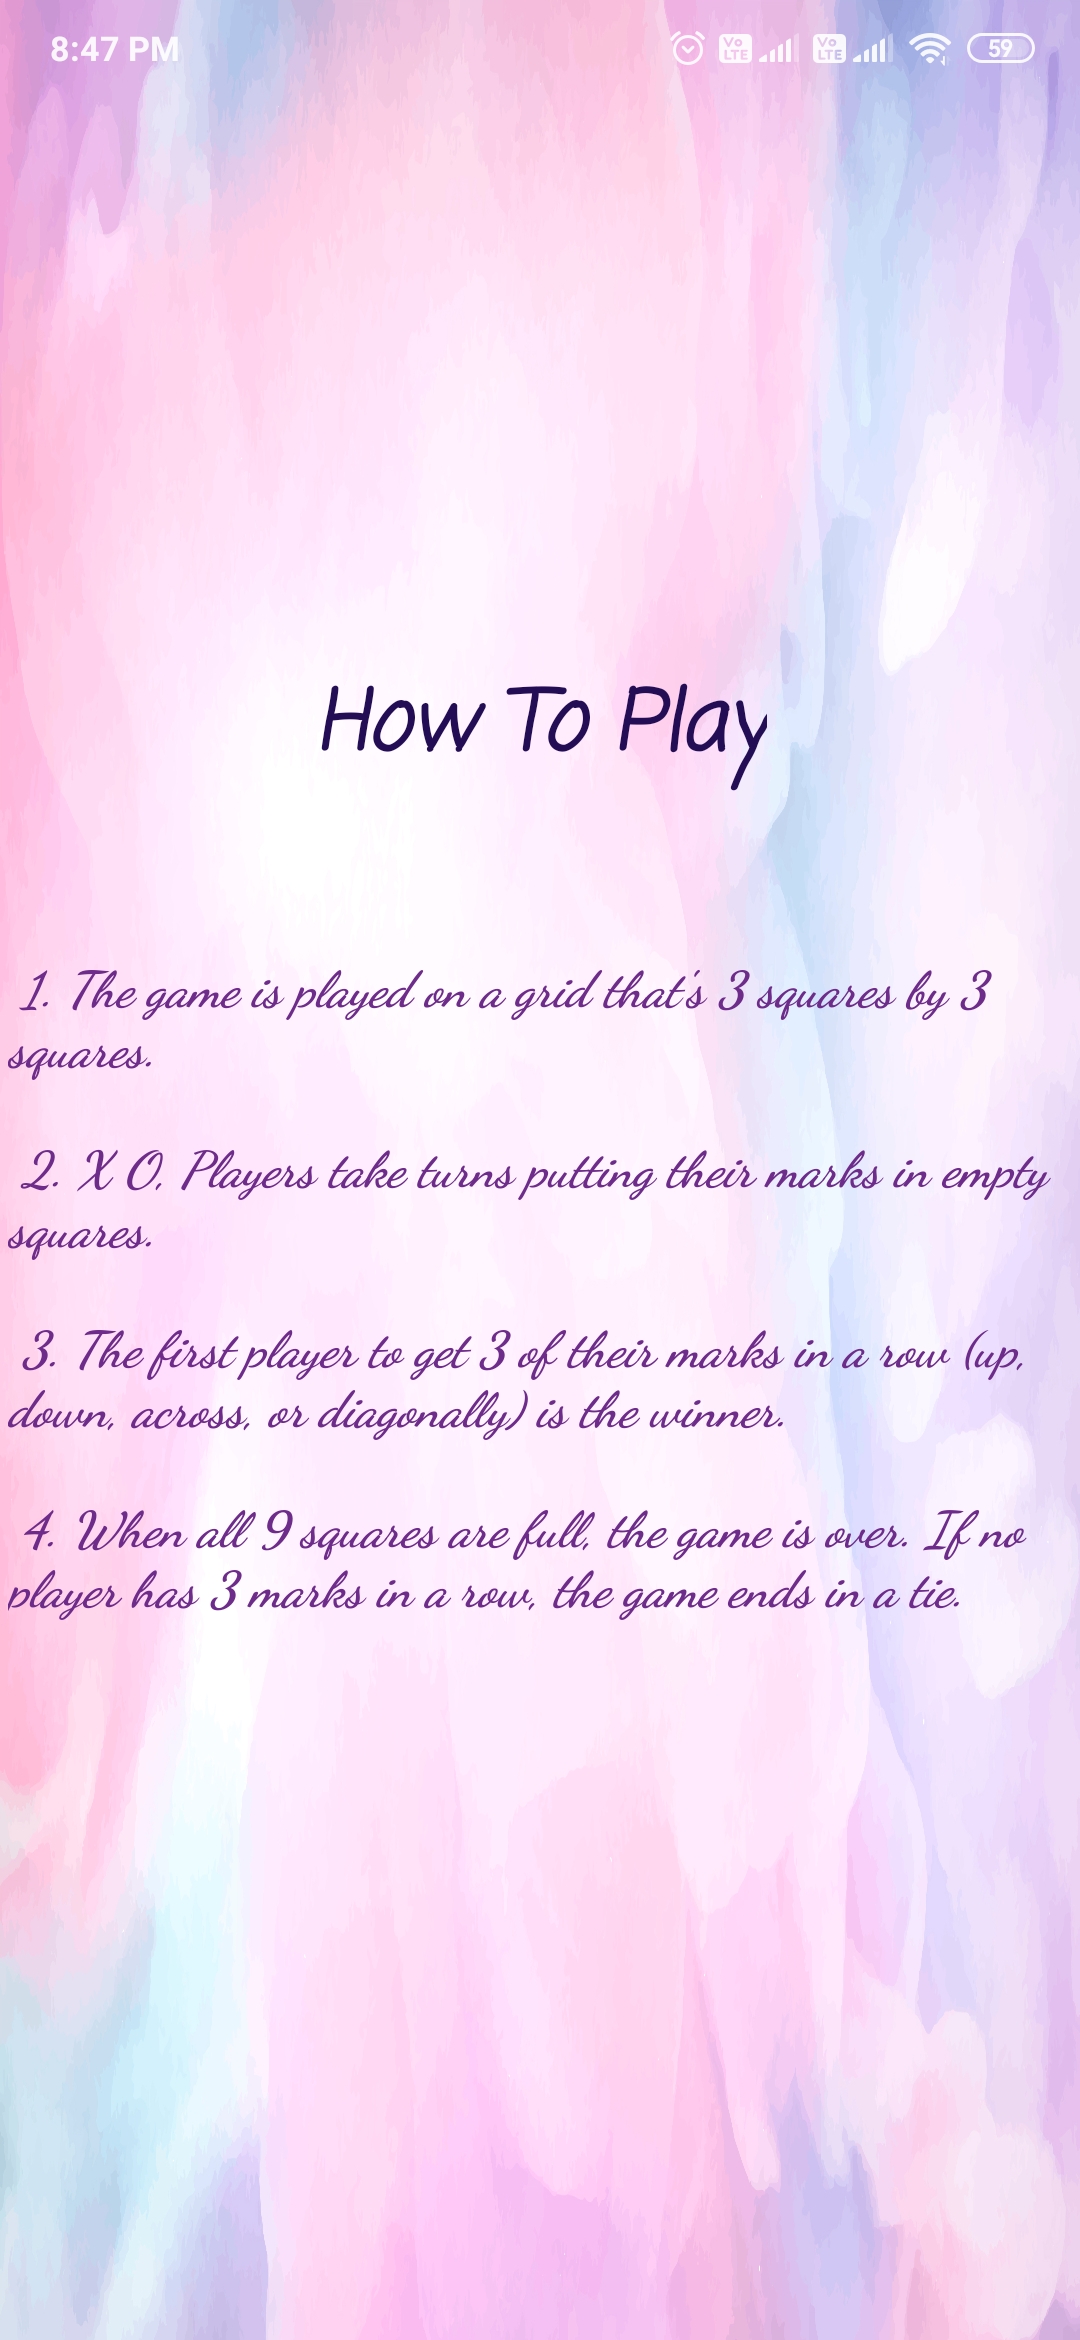 8:47 PM
Vo LTE Vo LTE 59
How To Play
1. The game is played on a grid that's 3 squares by 3
squares.
2. X O, Players take turns putting their marks in empty
squares.
3. The first player to get 3 of their marks in a row (up,
down, across, or diagonally) is the winner.
4. When all 9 squares are full, the game is over. If no
player has 3 marks in a row, the game ends in a tie.